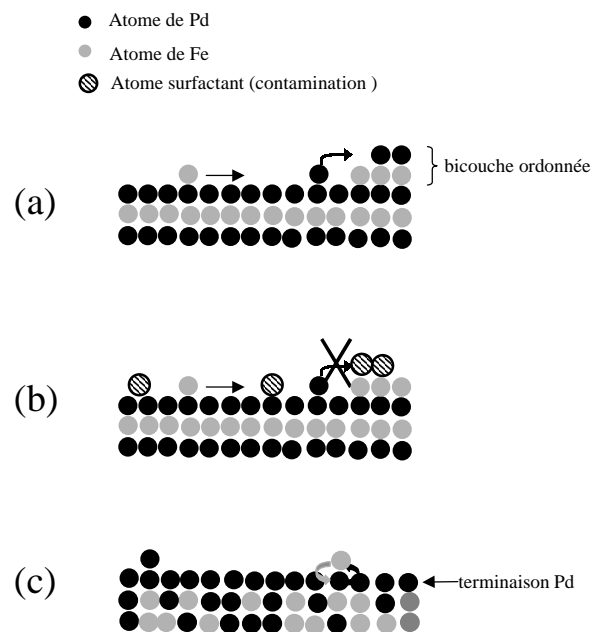 Atome de Pd
Atome de Fe
Atome surfactant (contamination )
(a)
bicouche ordonnée
(b)
(c)
terminaison Pd